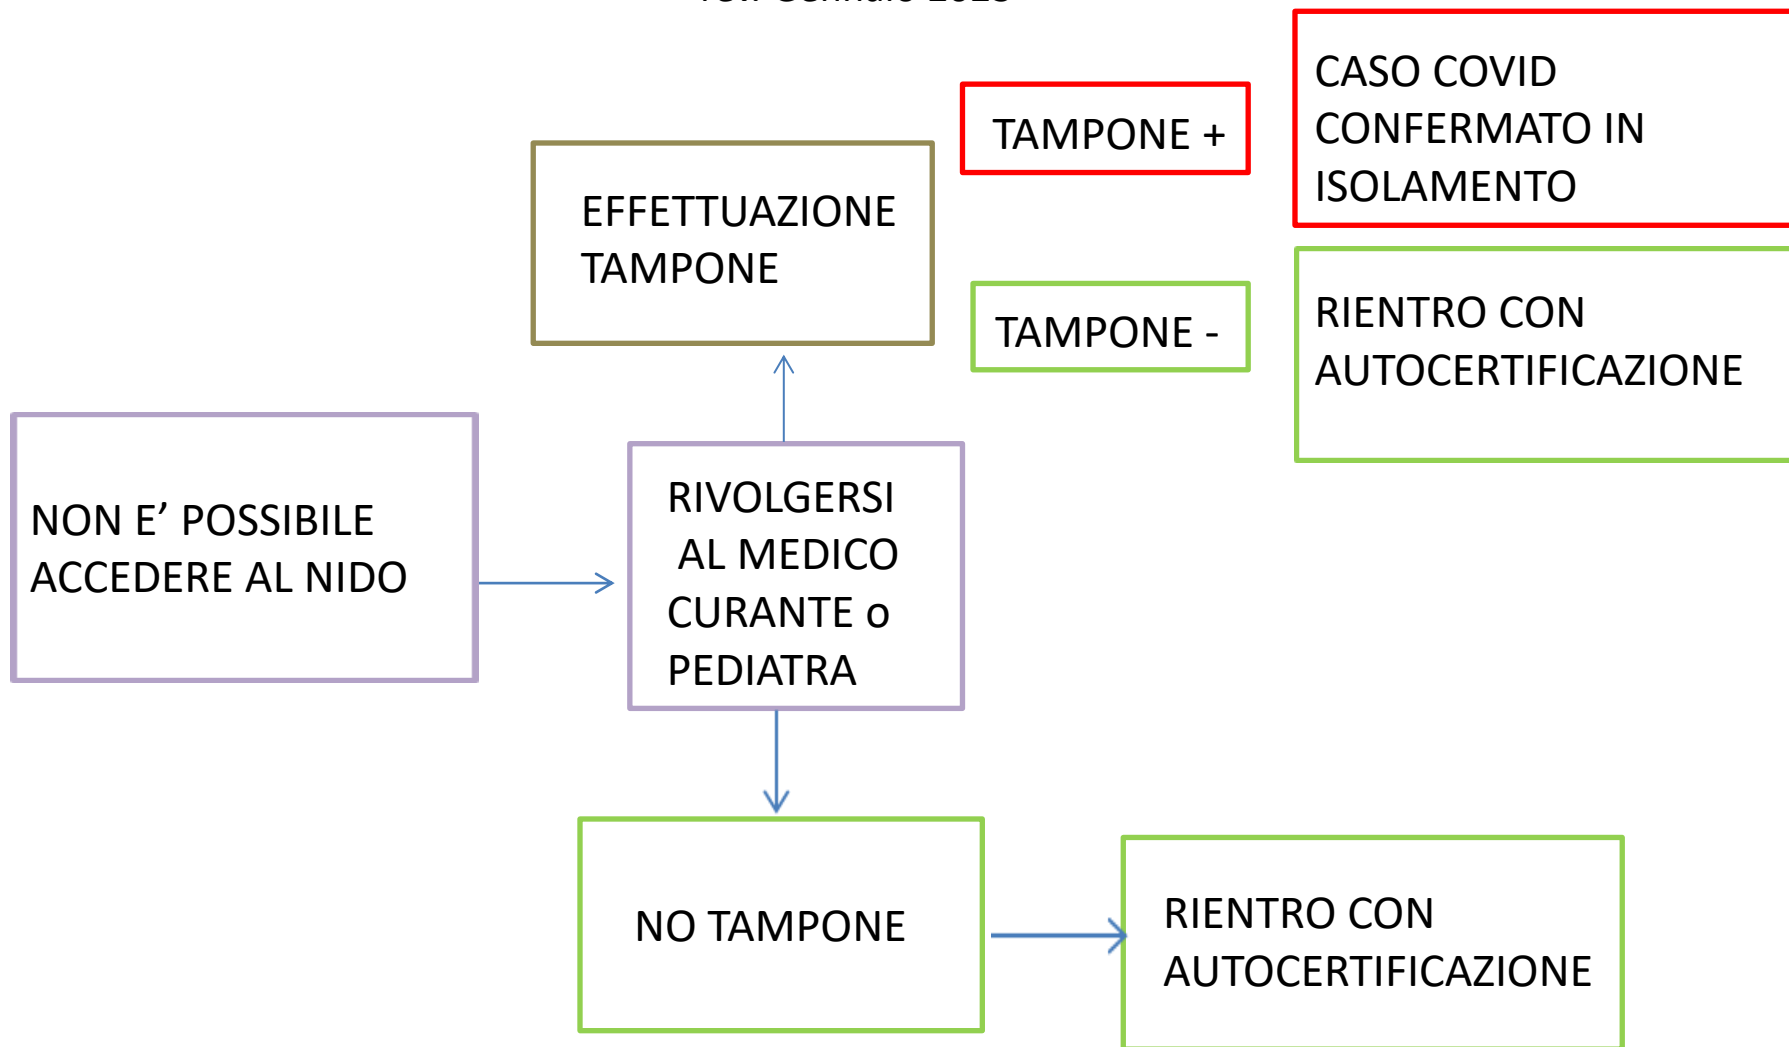 CASO COVID
CONFERMATO IN
ISOLAMENTO
TAMPONE +
EFFETTUAZIONE
TAMPONE
TAMPONE -
RIENTRO CON
AUTOCERTIFICAZIONE
NON E’ POSSIBILE
ACCEDERE AL NIDO
RIVOLGERSI
AL MEDICO
CURANTE o
PEDIATRA
NO TAMPONE
RIENTRO CON
AUTOCERTIFICAZIONE